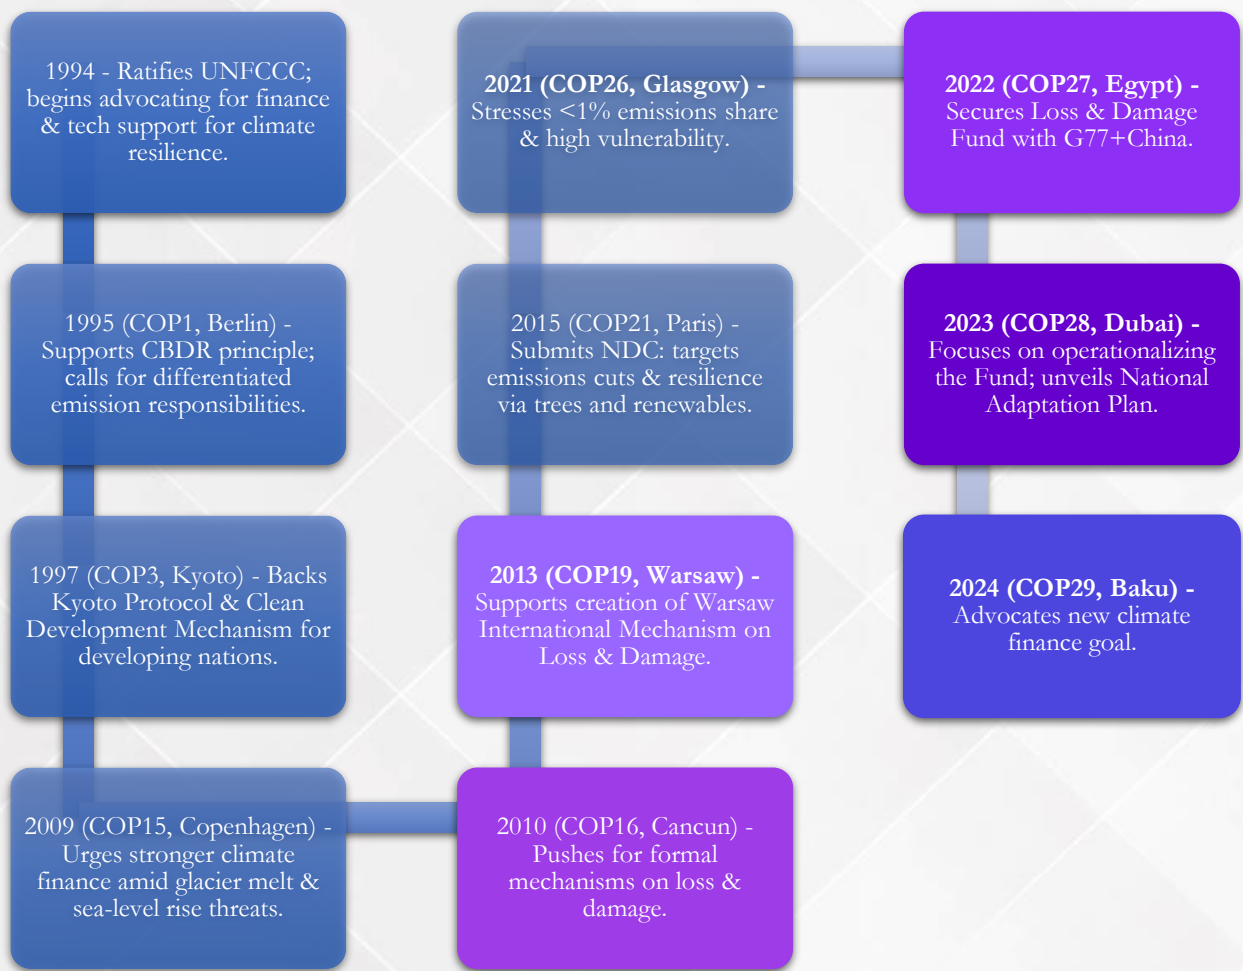 1994 - Ratifies UNFCCC;
begins advocating for finance
& tech support for climate
resilience.
1995 (COP1, Berlin) -
Supports CBDR principle;
calls for differentiated
emission responsibilities.
1997 (COP3, Kyoto) - Backs
Kyoto Protocol & Clean
Development Mechanism for
developing nations.
2009 (COP15, Copenhagen) -
Urges stronger climate
finance amid glacier melt &
sea-level rise threats.
2010 (COP16, Cancun) -
Pushes for formal
mechanisms on loss &
damage.
2013 (COP19, Warsaw) -
Supports creation of Warsaw
International Mechanism on
Loss & Damage.
2015 (COP21, Paris) -
Submits NDC: targets
emissions cuts & resilience
via trees and renewables.
2021 (COP26, Glasgow) -
Stresses <1% emissions share
& high vulnerability.
2022 (COP27, Egypt) -
Secures Loss & Damage
Fund with G77+China.
2023 (COP28, Dubai) -
Focuses on operationalizing
the Fund; unveils National
Adaptation Plan.
2024 (COP29, Baku) -
Advocates new climate
finance goal.